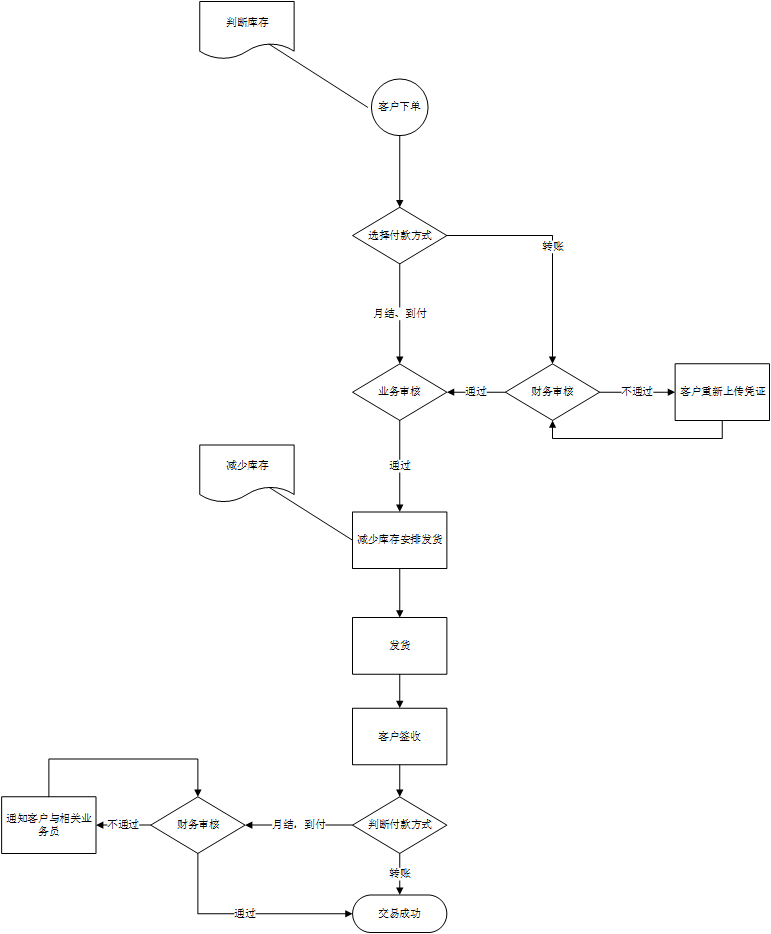 判断库存
客户下单
选择付款方式
转账
月结、到付
业务审核
通过
财务审核
不通过
客户重新上传凭证
通过
减少库存
减少库存安排发货
发货
客户签收
通知客户与相关业
务员
不通过
财务审核
月结，到付
判断付款方式
转账
通过
交易成功